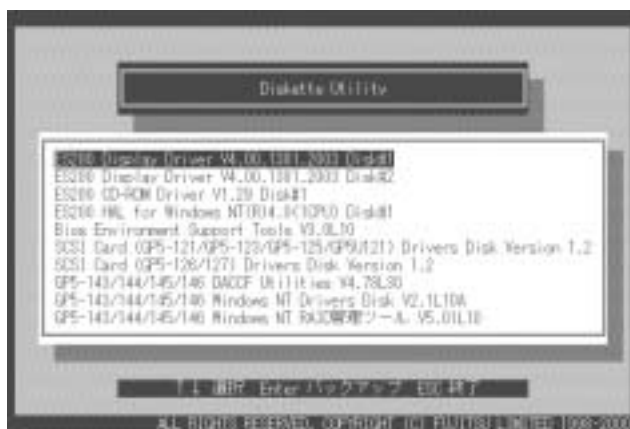 Diskette Utility
ES200 Display Driver V4.00.1381.2003 Disk#1
ES200 Display Driver V4.00.1381.2003 Disk#2
ES200 CD-ROM Driver V1.20 Disk#1
ES200 HAL for Windows NT(R)4.0(1CPU) Disk#1
Bios Environment Support Tools V3.0L10
SCSI Card (GP5-121/GP5-123/GP5-125/GP5U121) Drivers Disk Version 1.2
SCSI Card (GP5-126/127) Drivers Disk Version 1.2
GP5-143/144/145/146 DACCF Utilities V4.78L30
GP5-143/144/145/146 Windows NT Drivers Disk V2.1L10A
GP5-143/144/145/146 Windows NT RAID管理ツール V5.01L10
↑↓ 選択 Enter バックアップ ESC 終了
ALL RIGHTS RESERVED, COPYRIGHT (C) FUJITSU LIMITED 1998-2000